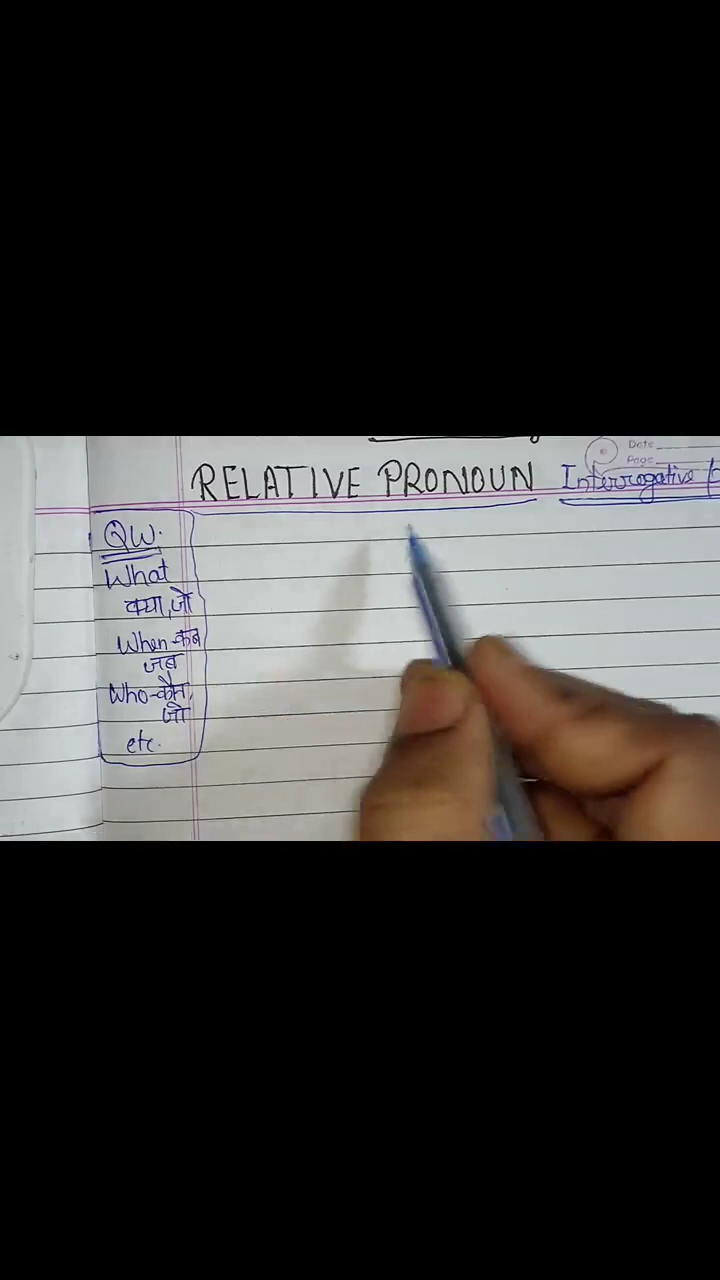 Date
Page
RELATIVE PRONOUN Interrogative
QW.
What
क्या, जो
When-कब
जब
Who-कौन,
जो
etc.